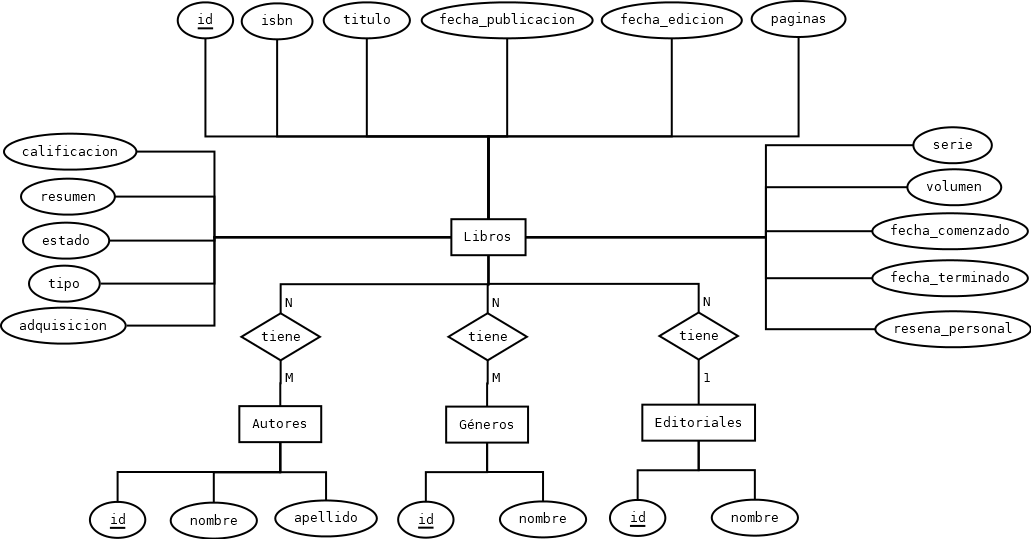 id
isbn
titulo
fecha_publicacion
fecha_edicion
paginas
calificacion
resumen
estado
tipo
adquisicion
serie
volumen
fecha_comenzado
fecha_terminado
resena_personal
Libros
N
N
N
tiene
tiene
tiene
M
M
1
Autores
Géneros
Editoriales
id
nombre
apellido
id
nombre
id
nombre